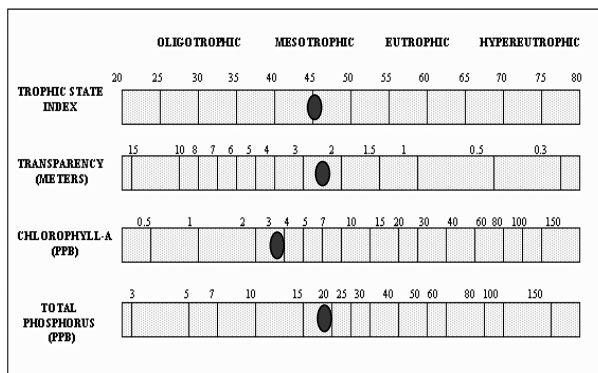 OLIGOTROPHIC MESOTROPHIC EUTROPHIC HYPEREUTROPHIC
20 25 30 35 40 45 50 55 60 65 70 75 80
TROPHIC STATE
INDEX
15 10 8 7 6 5 4 3 2 1.5 1 0.5 0.3
TRANSPARENCY
(METERS)
0.5 1 2 3 4 5 7 10 15 20 30 40 60 80 100 150
CHLOROPHYLL-A
(PPB)
3 5 7 10 15 20 25 30 40 50 60 80 100 150
TOTAL
PHOSPHORUS
(PPB)